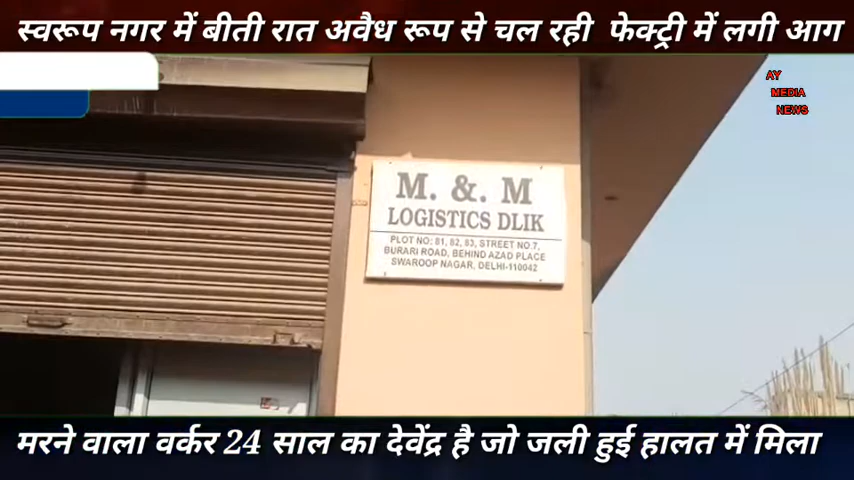 स्वरूप नगर में बीती रात अवैध रूप से चल रही फेक्ट्री में लगी आग
AY
MEDIA
NEWS
M. &. M
LOGISTICS DLIK
PLOT NO: 81, 82, 83, STREET NO.7,
BURARI ROAD, BEHIND AZAD PLACE
SWAROOP NAGAR, DELHI-110042
मरने वाला वर्कर 24 साल का देवेंद्र है जो जली हुई हालत में मिला